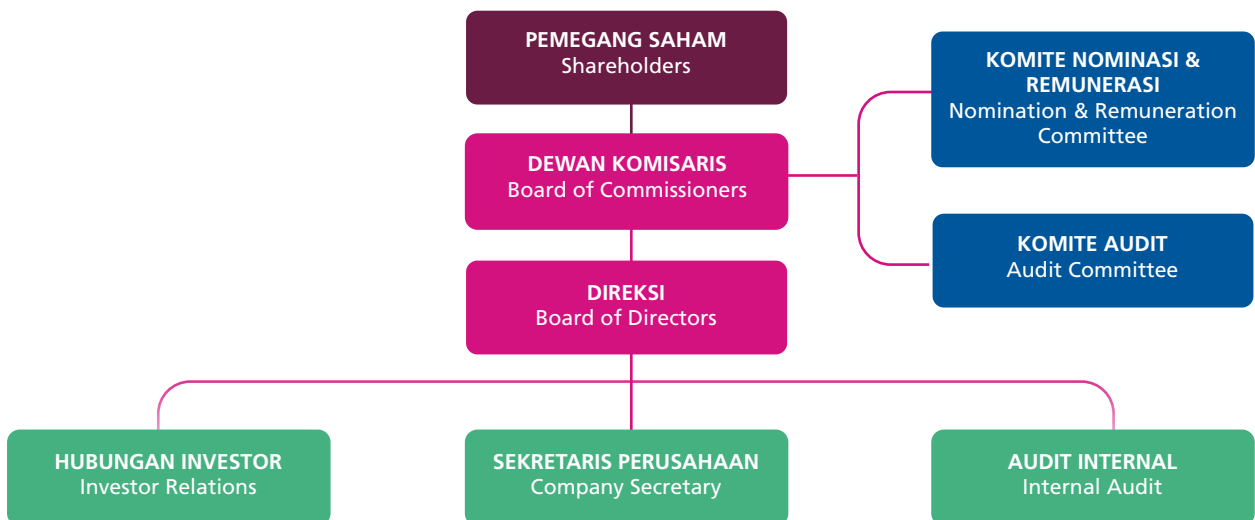 PEMEGANG SAHAM
Shareholders
KOMITE NOMINASI &
REMUNERASI
Nomination & Remuneration
Committee
DEWAN KOMISARIS
Board of Commissioners
KOMITE AUDIT
Audit Committee
DIREKSI
Board of Directors
HUBUNGAN INVESTOR
Investor Relations
SEKRETARIS PERUSAHAAN
Company Secretary
AUDIT INTERNAL
Internal Audit